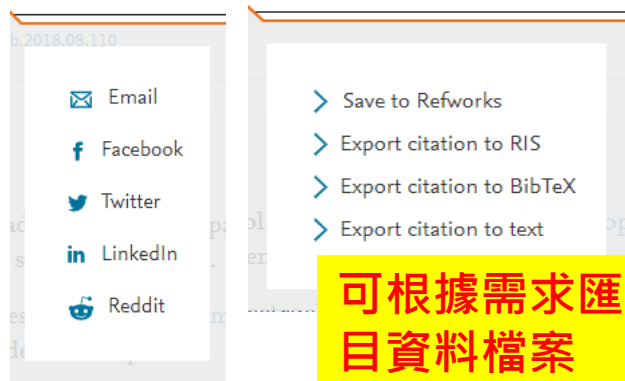 b.2018.08.110
Email
Facebook
Twitter
LinkedIn
Reddit
Save to Refworks
Export citation to RIS
Export citation to BibTeX
Export citation to text
可根據需求匯
目資料檔案